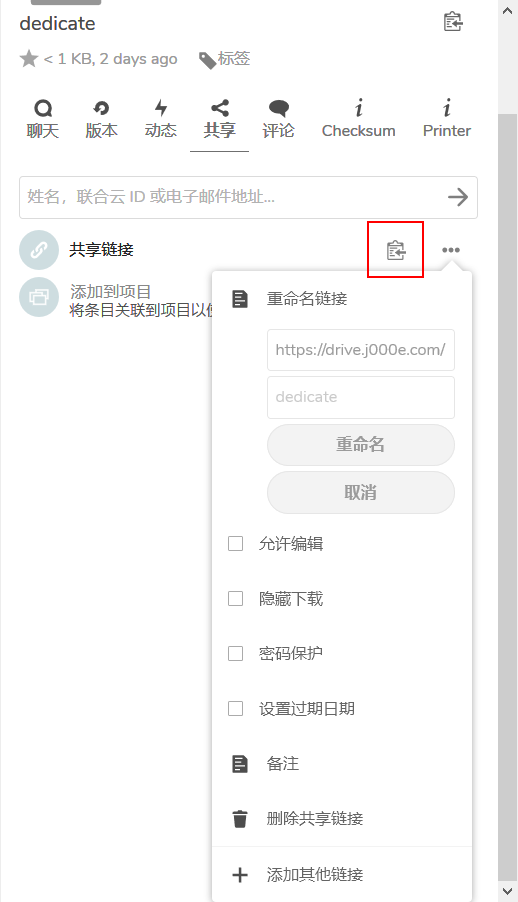 dedicate
< 1 KB, 2 days ago 标签
聊天 版本 动态 共享 评论 Checksum Printer
姓名，联合云 ID 或电子邮件地址...
共享链接
添加到项目
将条目关联到项目以
重命名链接
https://drive.j000e.com/
dedicate
重命名
取消
允许编辑
隐藏下载
密码保护
设置过期日期
备注
删除共享链接
添加其他链接